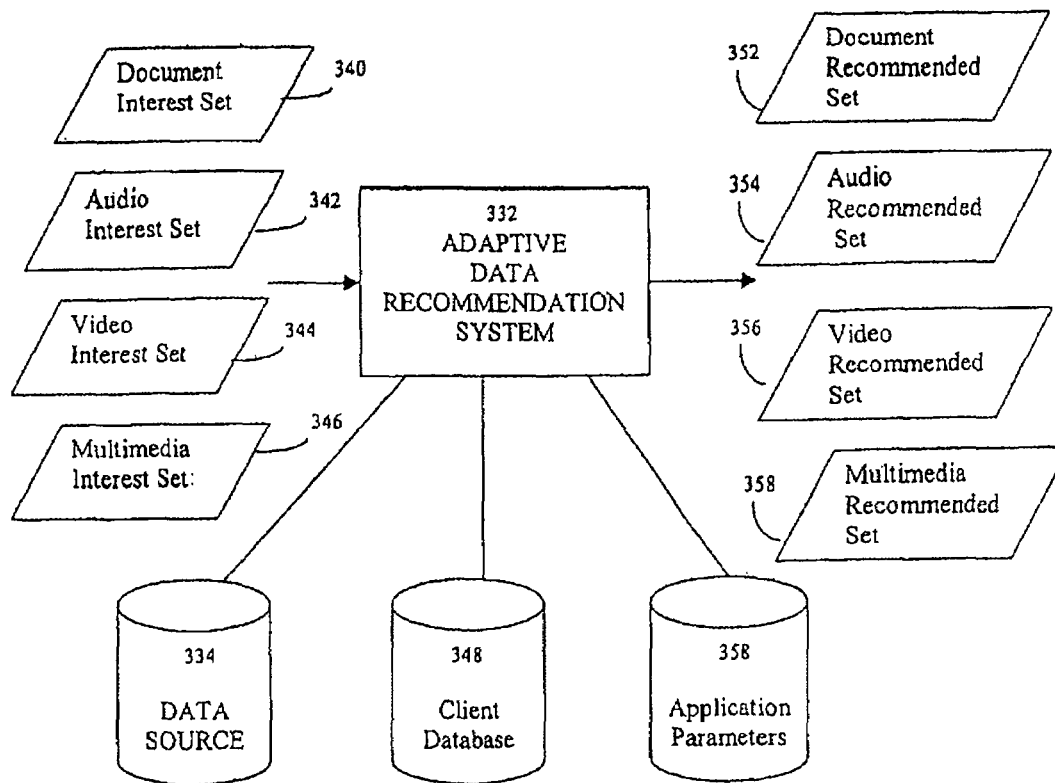 Document
Interest Set
340
Audio
Interest Set
342
Video
Interest Set
344
Multimedia
Interest Set:
346
332
ADAPTIVE
DATA
RECOMMENDATION
SYSTEM
352
Document
Recommended
Set
354
Audio
Recommended
Set
356
Video
Recommended
Set
358
Multimedia
Recommended
Set
334
DATA
SOURCE
348
Client
Database
358
Application
Parameters